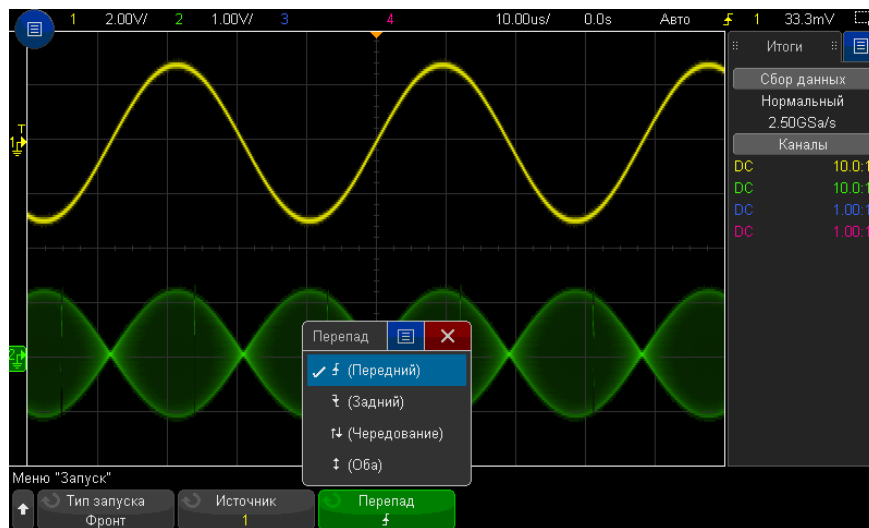 1 2.00V/ 2 1.00V/ 3 4 10.00us/ 0.0s Авто 1 33.3mV
Итоги
Сбор данных
Нормальный
2.50GSa/s
Каналы
DC 10.0:1
DC 10.0:1
DC 1.00:1
DC 1.00:1
T
1
2
Перепад
(Передний)
(Задний)
(Чередование)
(Оба)
Меню "Запуск"
Тип запуска
Фронт
Источник
1
Перепад